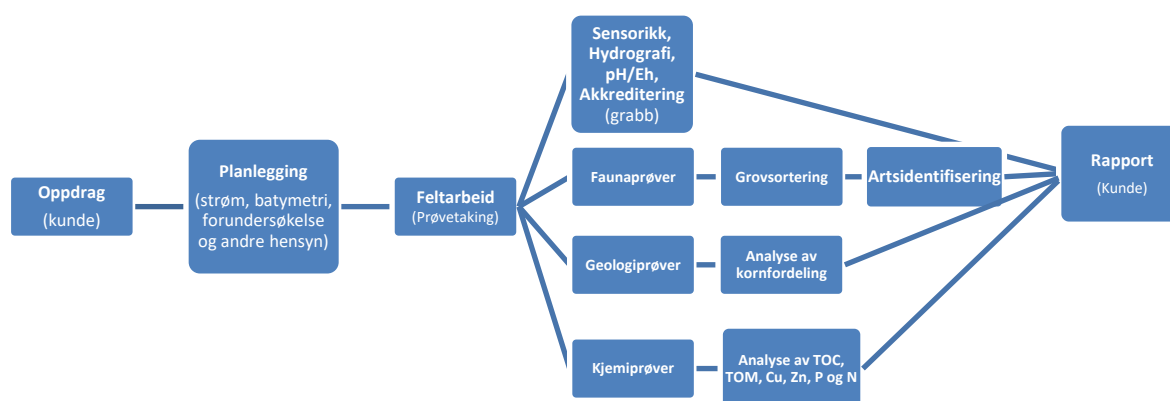 Oppdrag
(kunde)
Planlegging
(strøm, batymetri,
forundersøkelse
og andre hensyn)
Feltarbeid
(Prøvetaking)
Sensorikk,
Hydrografi,
pH/Eh,
Akkreditering
(grabb)
Faunaprøver
Grovsortering
Artsidentifisering
Geologiprøver
Analyse av
kornfordeling
Kjemiprøver
Analyse av TOC,
TOM, Cu, Zn, P og N
Rapport
(Kunde)